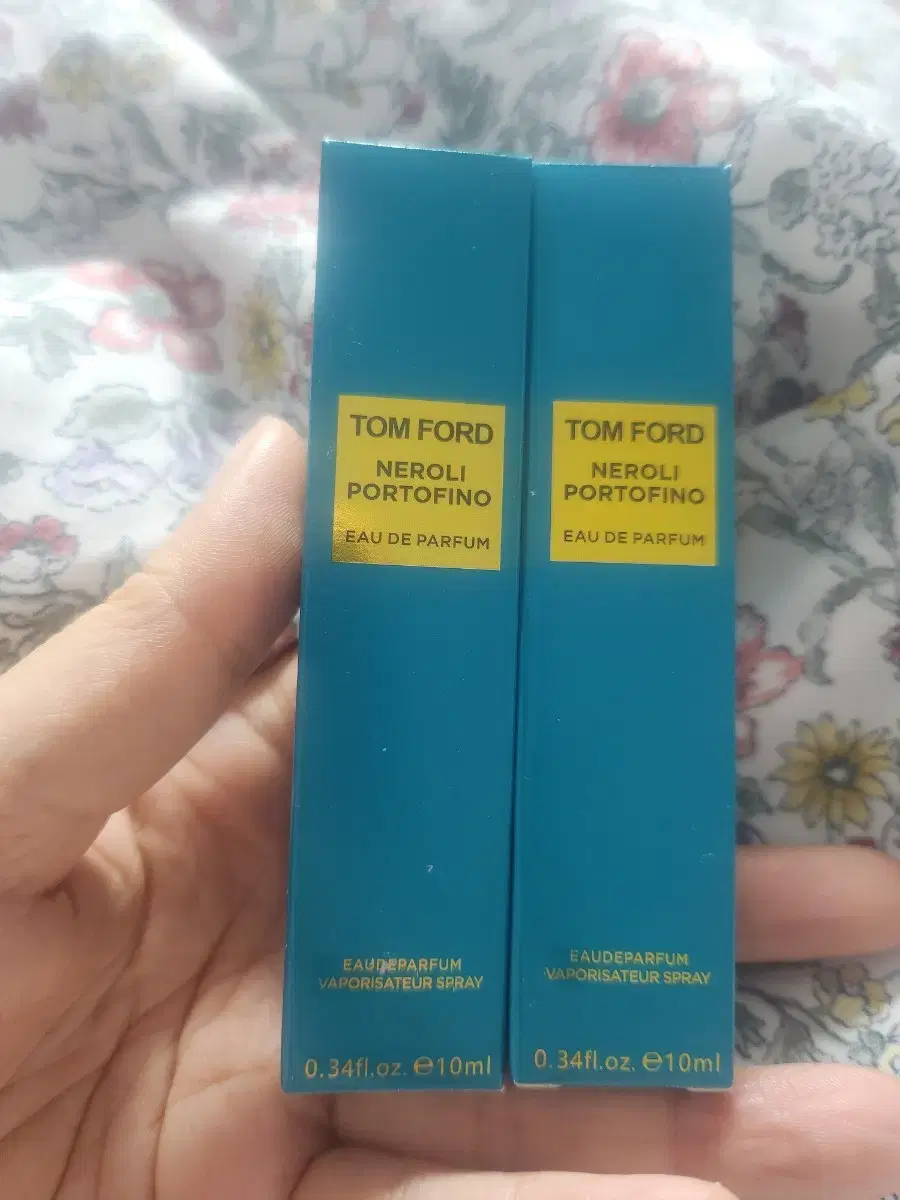 TOM FORD
NEROLI
PORTOFINO
EAU DE PARFUM
EAUDEPARFUM
VAPORISATEUR SPRAY
0.34fl.oz. ℮10ml
TOM FORD
NEROLI
PORTOFINO
EAU DE PARFUM
EAUDEPARFUM
VAPORISATEUR SPRAY
0.34fl.oz. ℮10ml